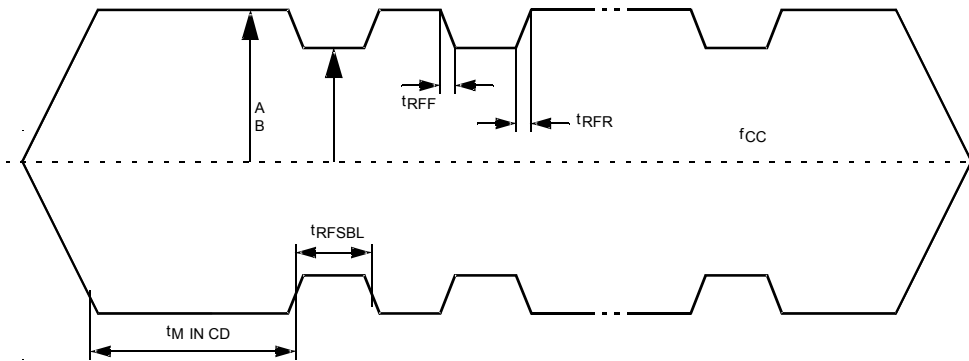 tRFF
A
B
tRFR
fCC
tRFSBL
tM IN CD